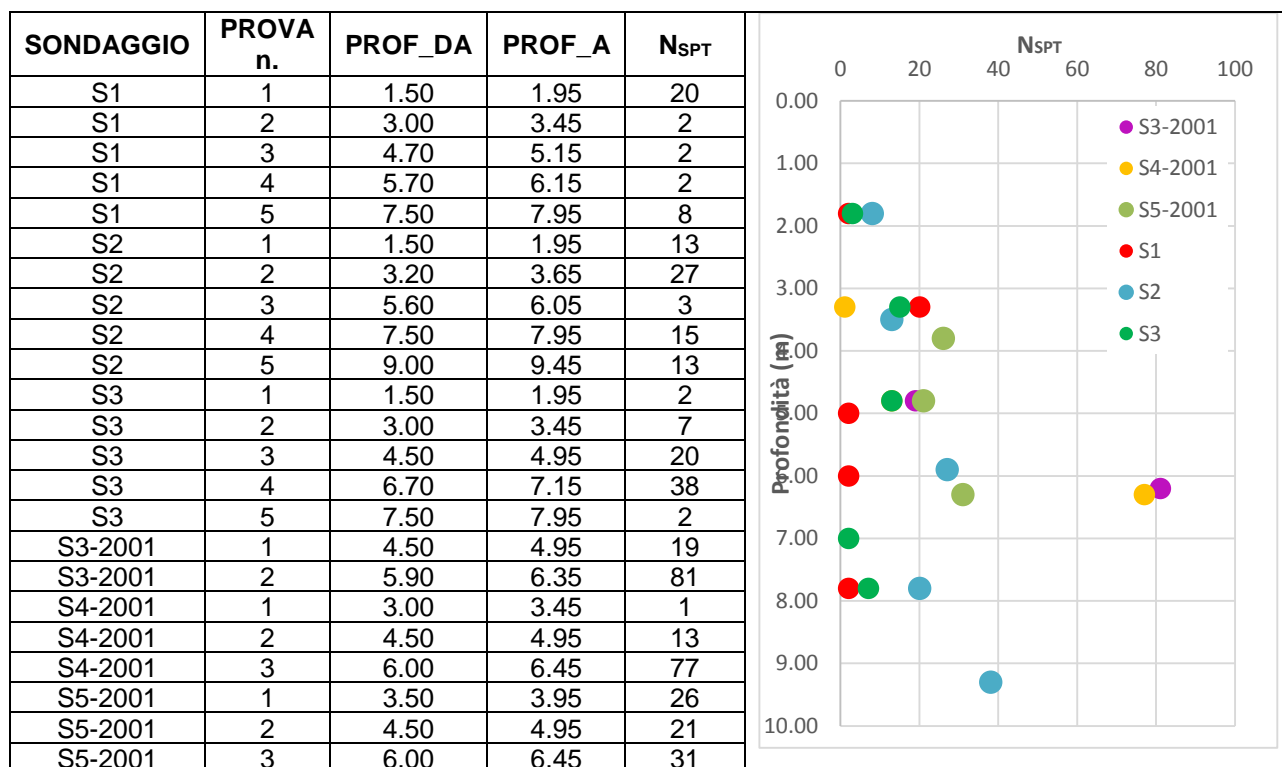 SONDAGGIO PROVA n. PROF_DA PROF_A NSPT
S1 1 1.50 1.95 20
S1 2 3.00 3.45 2
S1 3 4.70 5.15 2
S1 4 5.70 6.15 2
S1 5 7.50 7.95 8
S2 1 1.50 1.95 13
S2 2 3.20 3.65 27
S2 3 5.60 6.05 3
S2 4 7.50 7.95 15
S2 5 9.00 9.45 13
S3 1 1.50 1.95 2
S3 2 3.00 3.45 7
S3 3 4.50 4.95 20
S3 4 6.70 7.15 38
S3 5 7.50 7.95 2
S3-2001 1 4.50 4.95 19
S3-2001 2 5.90 6.35 81
S4-2001 1 3.00 3.45 1
S4-2001 2 4.50 4.95 13
S4-2001 3 6.00 6.45 77
S5-2001 1 3.50 3.95 26
S5-2001 2 4.50 4.95 21
S5-2001 3 6.00 6.45 31
NSPT
0 20 40 60 80 100
0.00
1.00
2.00
3.00
4.00
5.00
6.00
7.00
8.00
9.00
10.00
Profondità (m)
S3-2001
S4-2001
S5-2001
S1
S2
S3